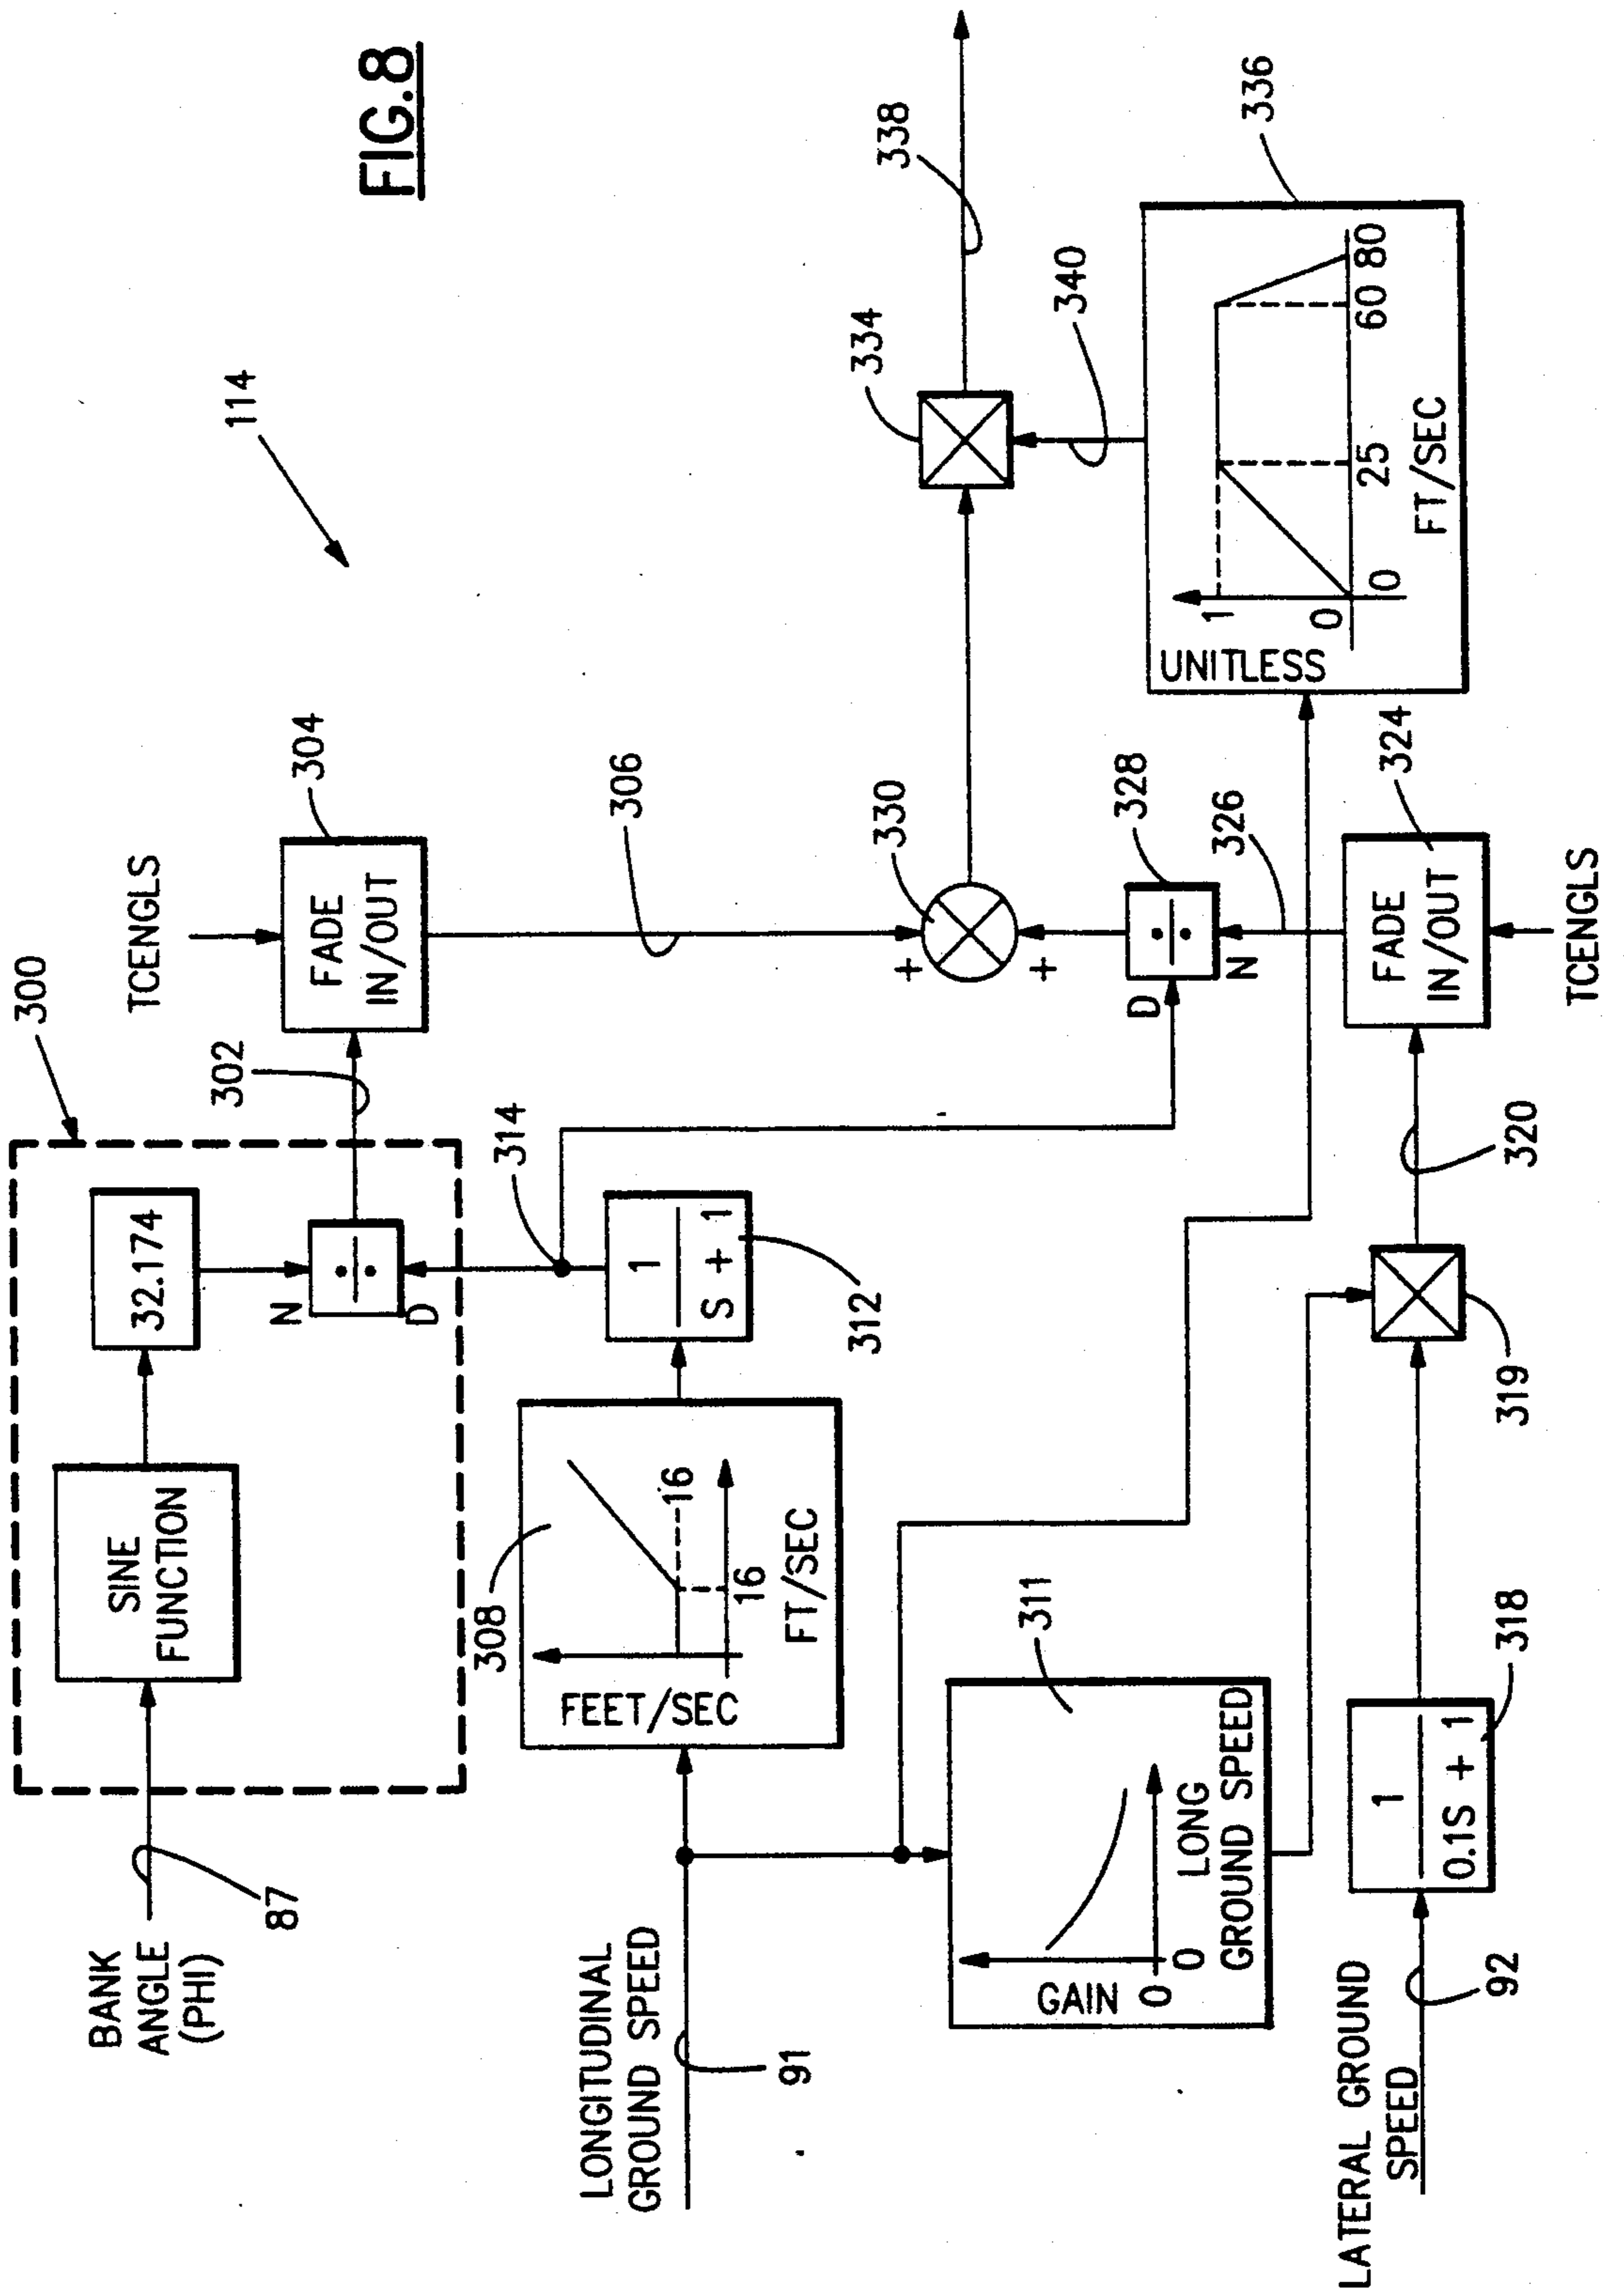 FIG.8
114
300
BANK
ANGLE
(PHI)
87
SINE
FUNCTION
32.174
N
D
÷
302
TCENGLS
FADE
IN/OUT
304
306
LONGITUDINAL
GROUND SPEED
91
FEET/SEC
308
16
16
FT/SEC
1
S + 1
312
314
330
+
+
334
338
340
D
÷
N
328
326
GAIN
0
0
LONG
GROUND SPEED
311
UNITLESS
1
0
0
25
60
80
FT/SEC
336
LATERAL GROUND
SPEED
92
1
0.1S + 1
318
319
320
FADE
IN/OUT
324
TCENGLS